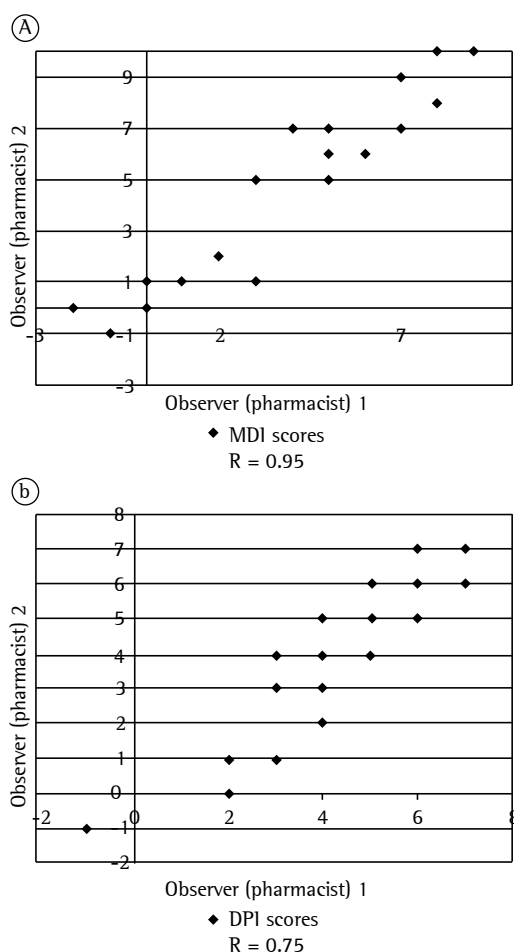 A
9
7
5
3
1
-3 -1 2 7
-3
Observer (pharmacist) 2
Observer (pharmacist) 1
MDI scores
R = 0.95
b
8
7
6
5
4
3
2
1
0
-2 0 2 4 6 8
-1
-2
Observer (pharmacist) 2
Observer (pharmacist) 1
DPI scores
R = 0.75